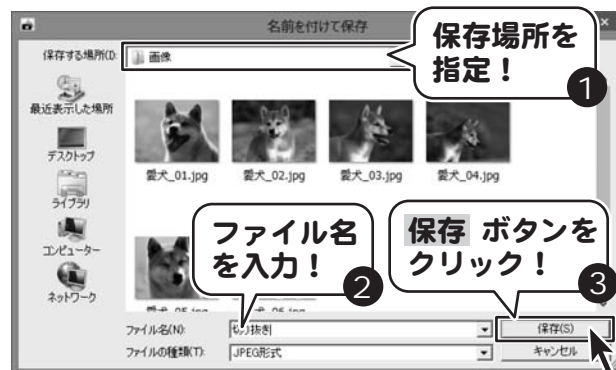 名前を付けて保存
保存する場所(I):
画像
保存場所を
指定！
1
最近表示した場所
デスクトップ
ライブラリ
コンピューター
ネットワーク
愛犬_01.jpg
愛犬_02.jpg
愛犬_03.jpg
愛犬_04.jpg
ファイル名
を入力！
2
保存 ボタンを
クリック！
3
ファイル名(N):
切り抜き
保存(S)
ファイルの種類(T):
JPEG形式
キャンセル